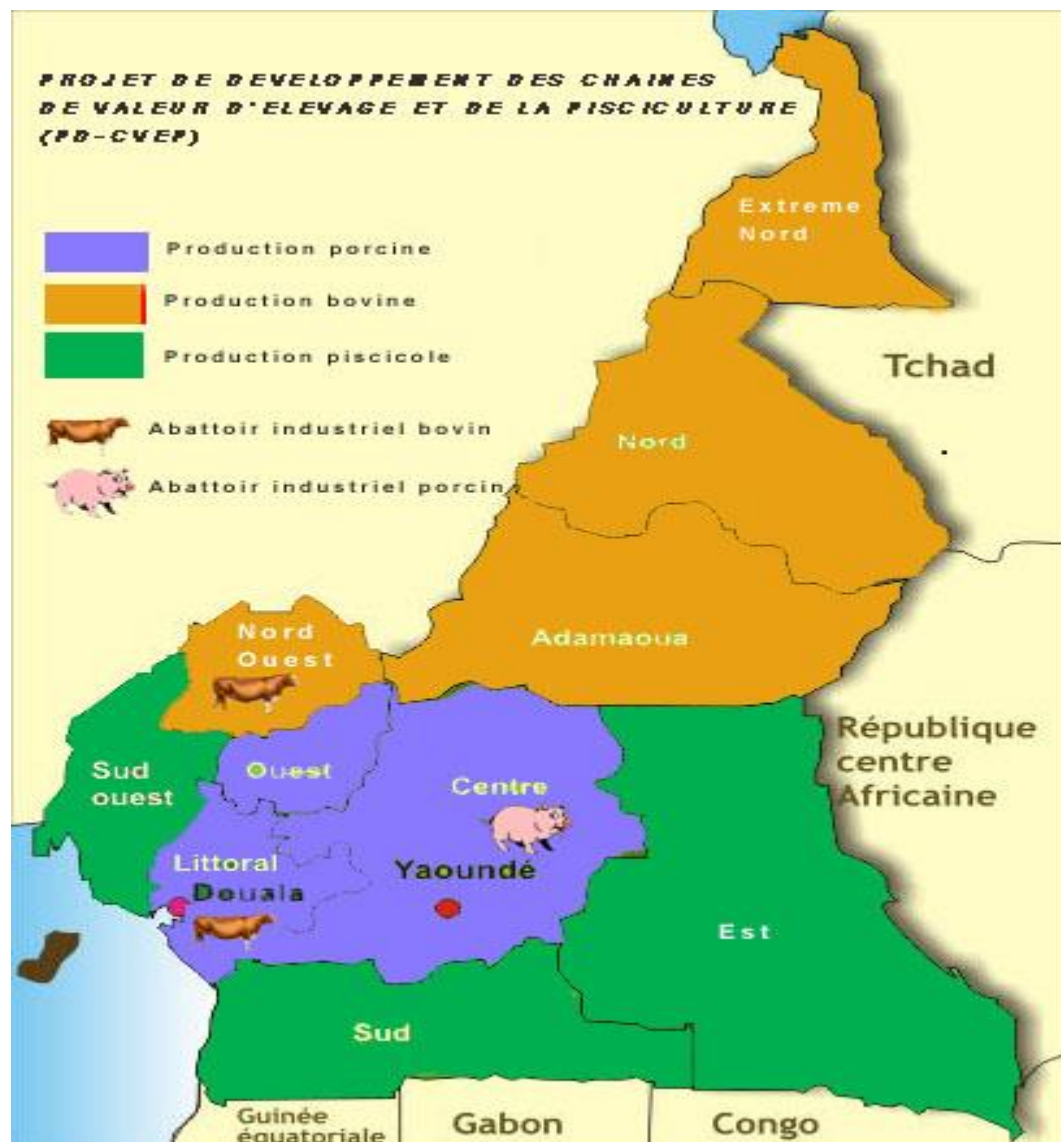 PROJET DE DEVELOPPEMENT DES CHAINES
DE VALEUR D'ELEVAGE ET DE LA PISCICULTURE
(PD-CVEP)
Production porcine
Production bovine
Production piscicole
Abattoir industriel bovin
Abattoir industriel porcin
Extreme
Nord
Tchad
Nord
Adamaoua
Nord
Ouest
République
centre
Africaine
Sud
ouest
Ouest
Centre
Littoral
Douala
Yaoundé
Est
Sud
Guinée
équatoriale
Gabon
Congo